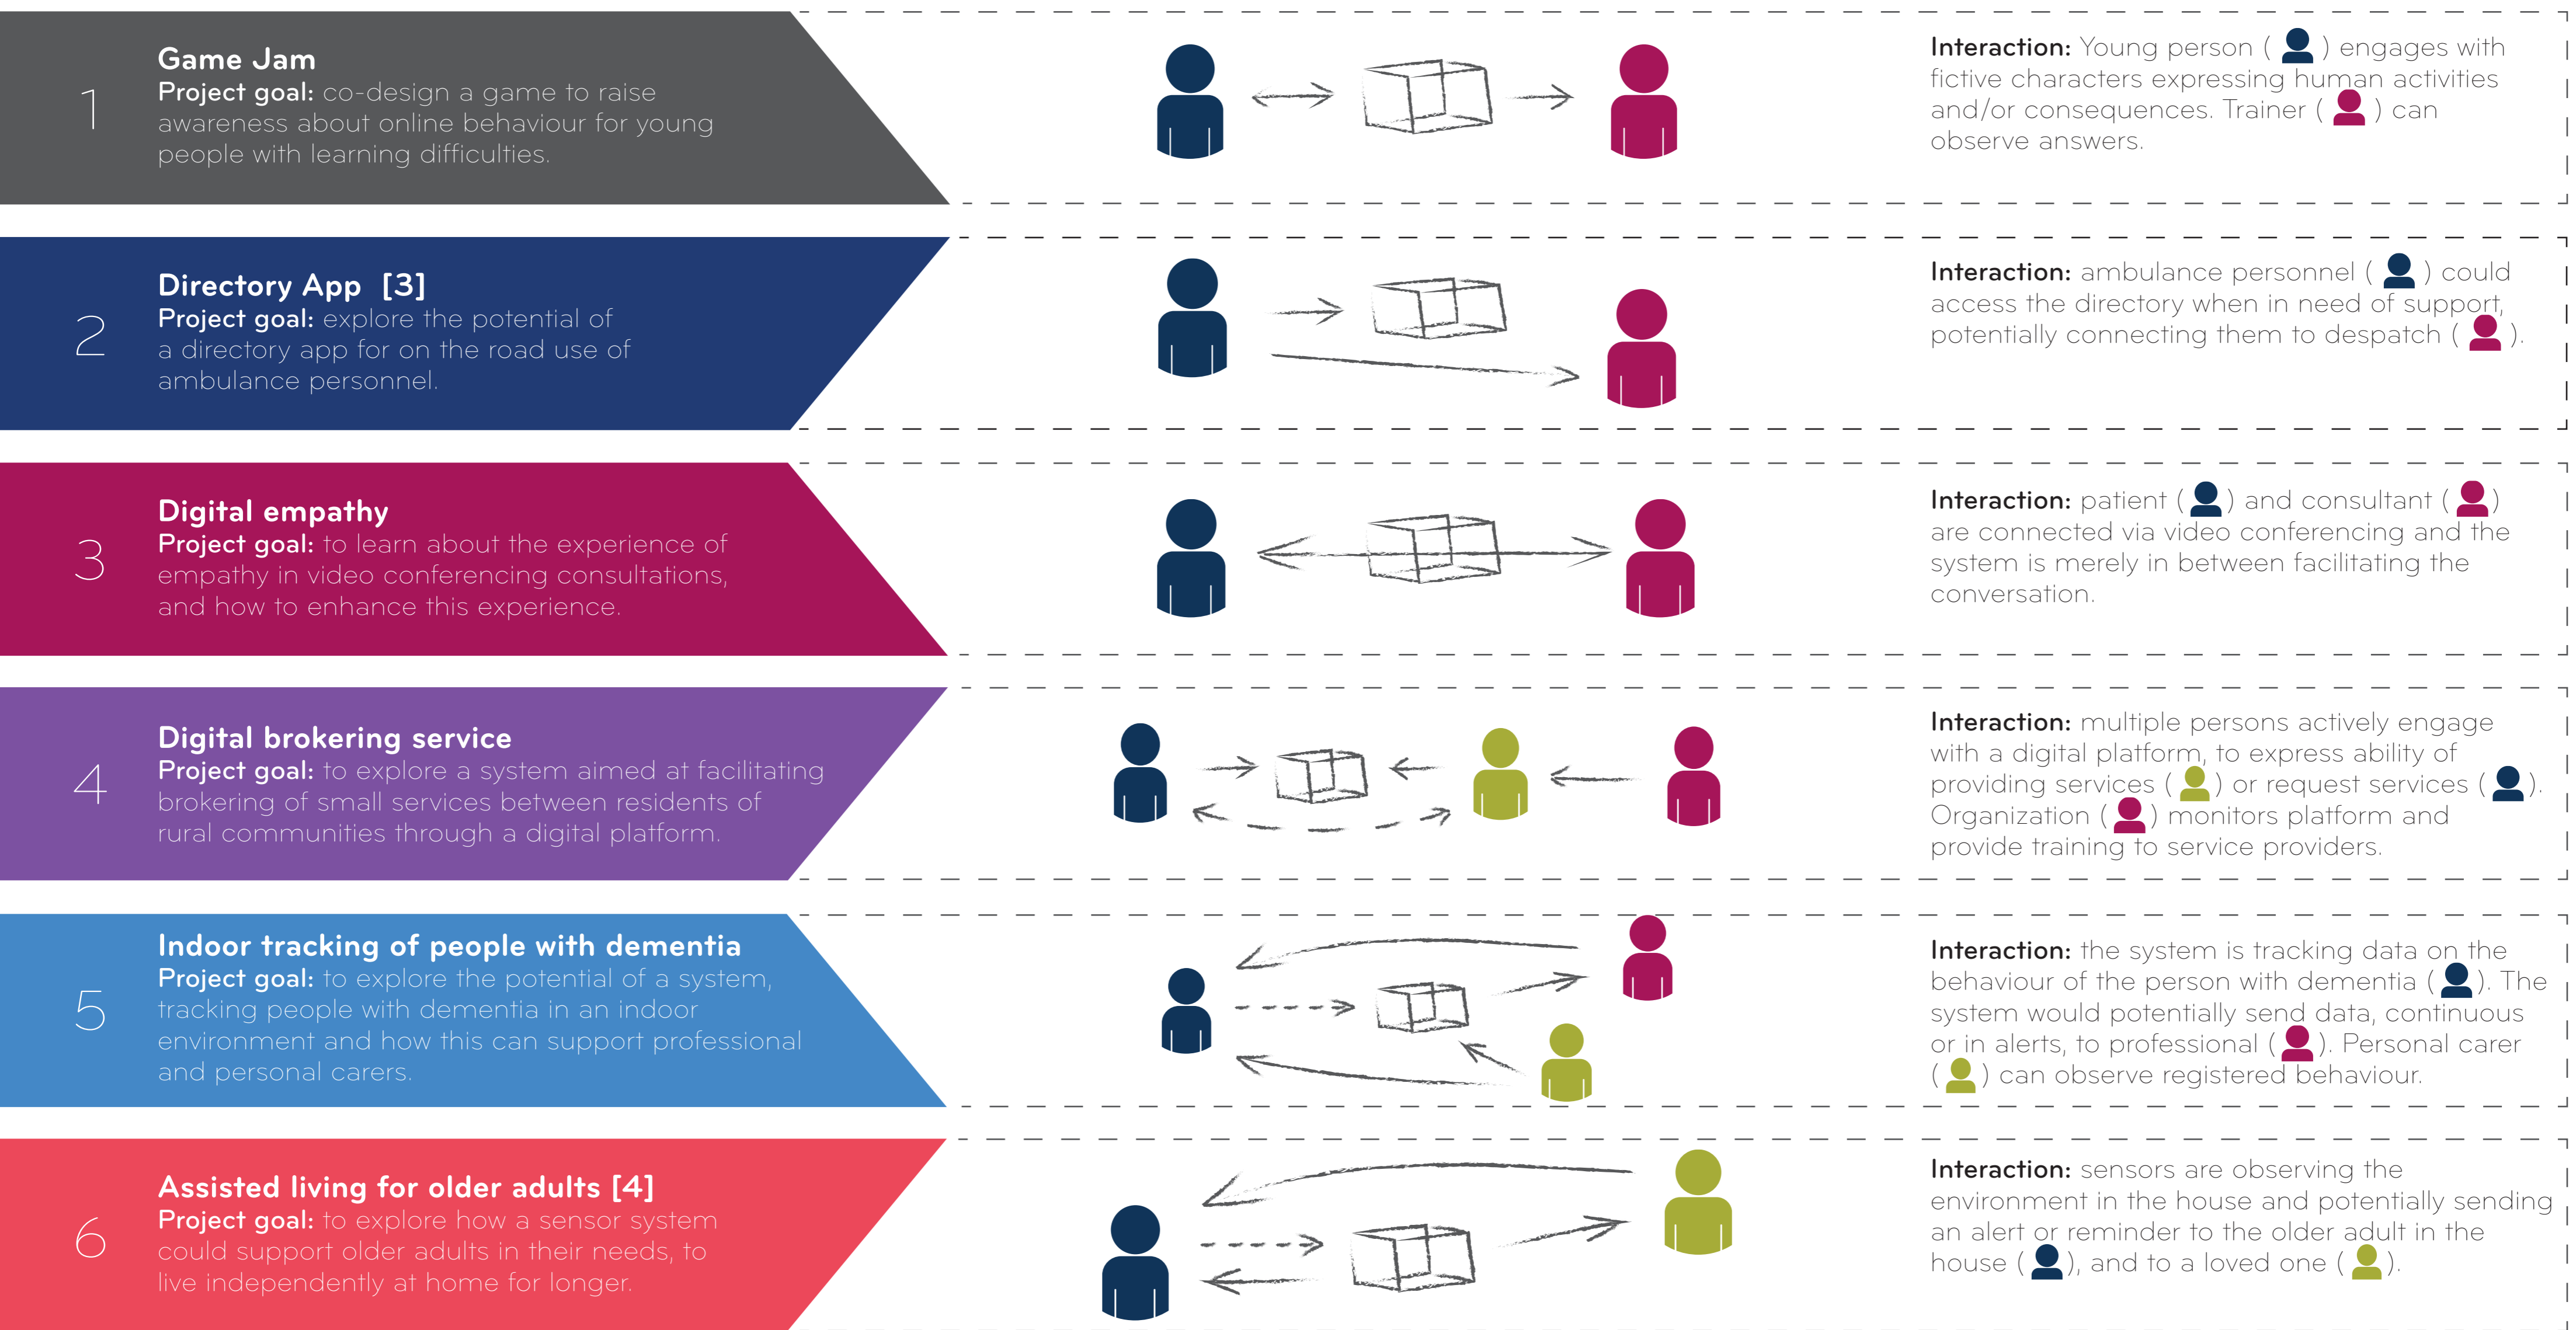 1
Game Jam
Project goal: co-design a game to raise
awareness about online behaviour for young
people with learning difficulties.
Interaction: Young person ( ) engages with
fictive characters expressing human activities
and/or consequences. Trainer ( ) can
observe answers.
2
Directory App [3]
Project goal: explore the potential of
a directory app for on the road use of
ambulance personnel.
Interaction: ambulance personnel ( ) could
access the directory when in need of support,
potentially connecting them to despatch ( ).
3
Digital empathy
Project goal: to learn about the experience of
empathy in video conferencing consultations,
and how to enhance this experience.
Interaction: patient ( ) and consultant ( )
are connected via video conferencing and the
system is merely in between facilitating the
conversation.
4
Digital brokering service
Project goal: to explore a system aimed at facilitating
brokering of small services between residents of
rural communities through a digital platform.
Interaction: multiple persons actively engage
with a digital platform, to express ability of
providing services ( ) or request services ( ).
Organization ( ) monitors platform and
provide training to service providers.
5
Indoor tracking of people with dementia
Project goal: to explore the potential of a system,
tracking people with dementia in an indoor
environment and how this can support professional
and personal carers.
Interaction: the system is tracking data on the
behaviour of the person with dementia ( ). The
system would potentially send data, continuous
or in alerts, to professional ( ). Personal carer
( ) can observe registered behaviour.
6
Assisted living for older adults [4]
Project goal: to explore how a sensor system
could support older adults in their needs, to
live independently at home for longer.
Interaction: sensors are observing the
environment in the house and potentially sending
an alert or reminder to the older adult in the
house ( ), and to a loved one ( ).